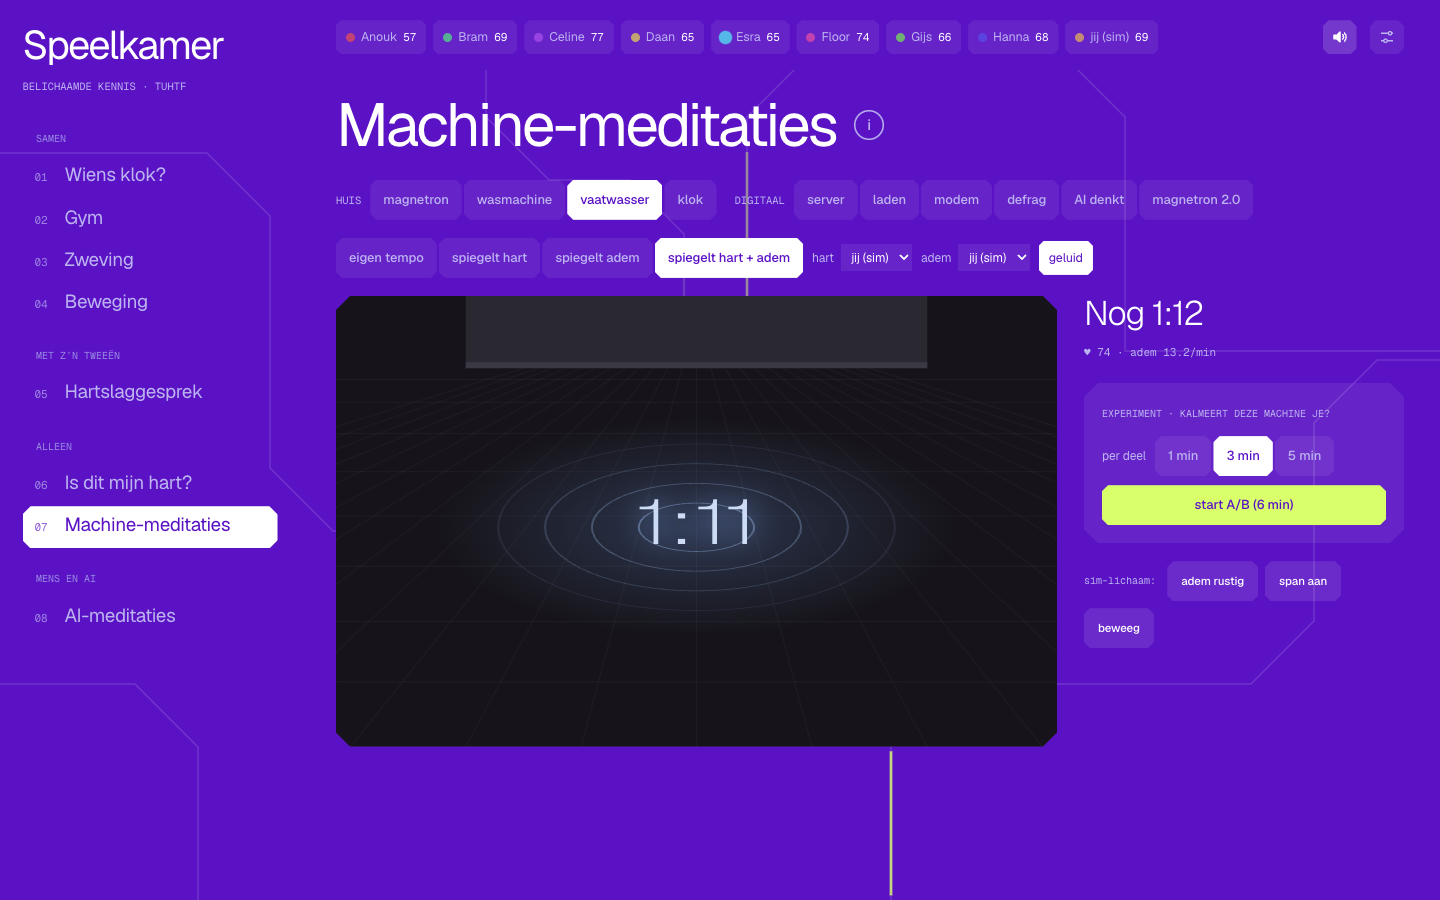 Speelkamer
BELICHAAMDE KENNIS · TUHTF
SAMEN
01 Wiens klok?
02 Gym
03 Zweving
04 Beweging
MET Z'N TWEEËN
05 Hartslaggesprek
ALLEEN
06 Is dit mijn hart?
07 Machine-meditaties
MENS EN AI
08 AI-meditaties
Anouk 57 Bram 69 Celine 77 Daan 65 Esra 65 Floor 74 Gijs 66 Hanna 68 jij (sim) 69
Machine-meditaties i
HUIS magnetron wasmachine vaatwasser klok DIGITAAL server laden modem defrag AI denkt magnetron 2.0
eigen tempo spiegelt hart spiegelt adem spiegelt hart + adem hart jij (sim) adem jij (sim) geluid
1:11
Nog 1:12
♥ 74 · adem 13.2/min
EXPERIMENT · KALMEERT DEZE MACHINE JE?
per deel 1 min 3 min 5 min
start A/B (6 min)
sim-lichaam: adem rustig span aan
beweeg